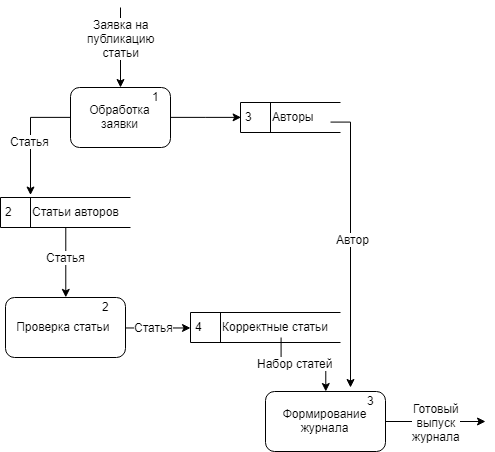 Заявка на
публикацию
статьи
1
Обработка
заявки
3
Авторы
Статья
2
Статьи авторов
Автор
Статья
2
Проверка статьи
Статья
4
Корректные статьи
Набор статей
3
Формирование
журнала
Готовый
выпуск
журнала